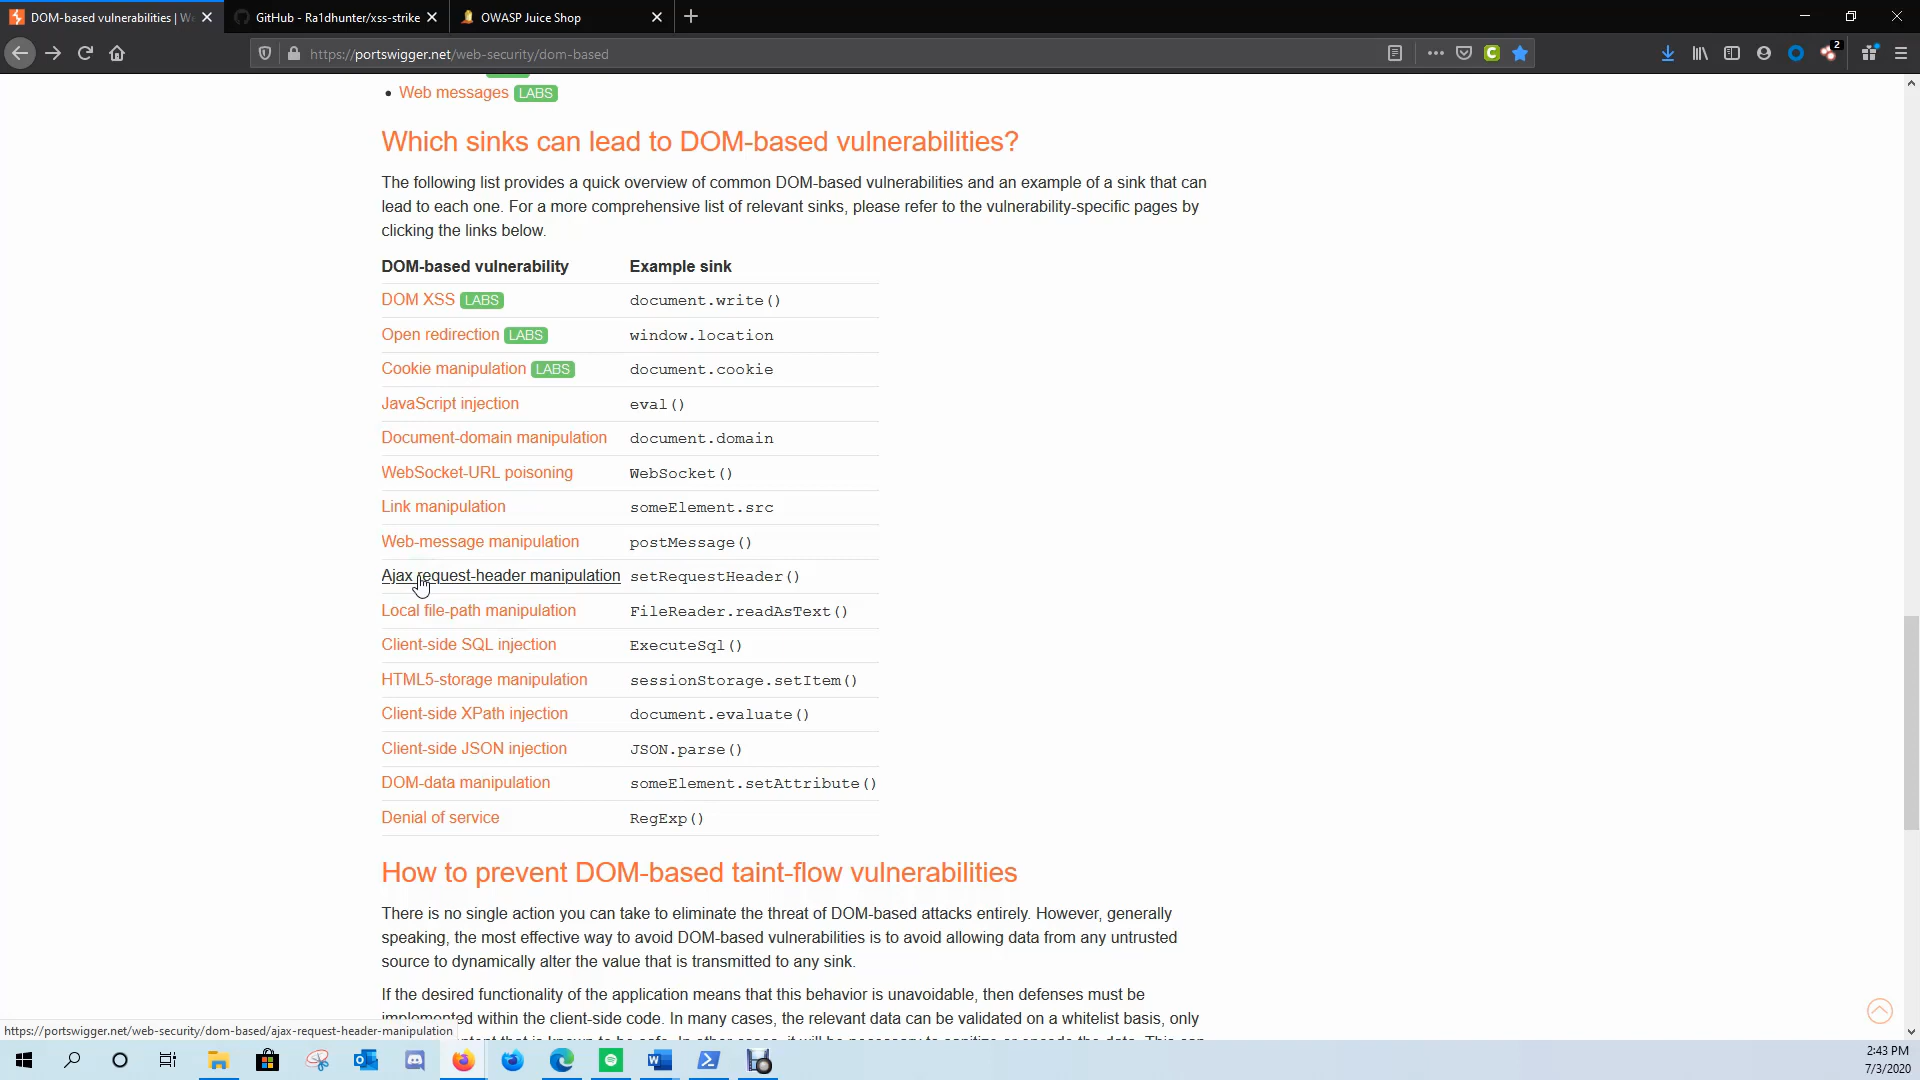 DOM-based vulnerabilities | W
GitHub - Ra1dhunter/xss-strike
OWASP Juice Shop
https://portswigger.net/web-security/dom-based
2
Web messages LABS
Which sinks can lead to DOM-based vulnerabilities?
The following list provides a quick overview of common DOM-based vulnerabilities and an example of a sink that can
lead to each one. For a more comprehensive list of relevant sinks, please refer to the vulnerability-specific pages by
clicking the links below.
DOM-based vulnerability Example sink
DOM XSS LABS document.write()
Open redirection LABS window.location
Cookie manipulation LABS document.cookie
JavaScript injection eval()
Document-domain manipulation document.domain
WebSocket-URL poisoning WebSocket()
Link manipulation someElement.src
Web-message manipulation postMessage()
Ajax request-header manipulation setRequestHeader()
Local file-path manipulation FileReader.readAsText()
Client-side SQL injection ExecuteSql()
HTML5-storage manipulation sessionStorage.setItem()
Client-side XPath injection document.evaluate()
Client-side JSON injection JSON.parse()
DOM-data manipulation someElement.setAttribute()
Denial of service RegExp()
How to prevent DOM-based taint-flow vulnerabilities
There is no single action you can take to eliminate the threat of DOM-based attacks entirely. However, generally
speaking, the most effective way to avoid DOM-based vulnerabilities is to avoid allowing data from any untrusted
source to dynamically alter the value that is transmitted to any sink.
If the desired functionality of the application means that this behavior is unavoidable, then defenses must be
implemented within the client-side code. In many cases, the relevant data can be validated on a whitelist basis, only
https://portswigger.net/web-security/dom-based/ajax-request-header-manipulation
2:43 PM
7/3/2020